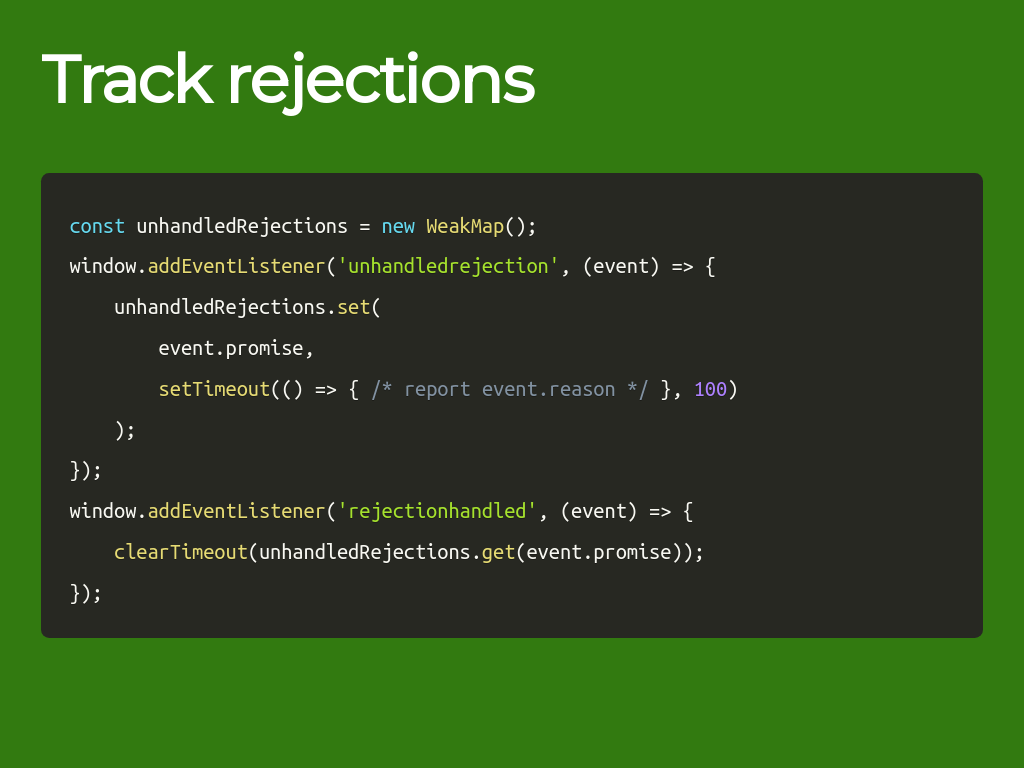 Track rejections
const unhandledRejections = new WeakMap();
window.addEventListener('unhandledrejection', (event) => {
    unhandledRejections.set(
        event.promise,
        setTimeout(() => { /* report event.reason */ }, 100)
    );
});
window.addEventListener('rejectionhandled', (event) => {
    clearTimeout(unhandledRejections.get(event.promise));
});